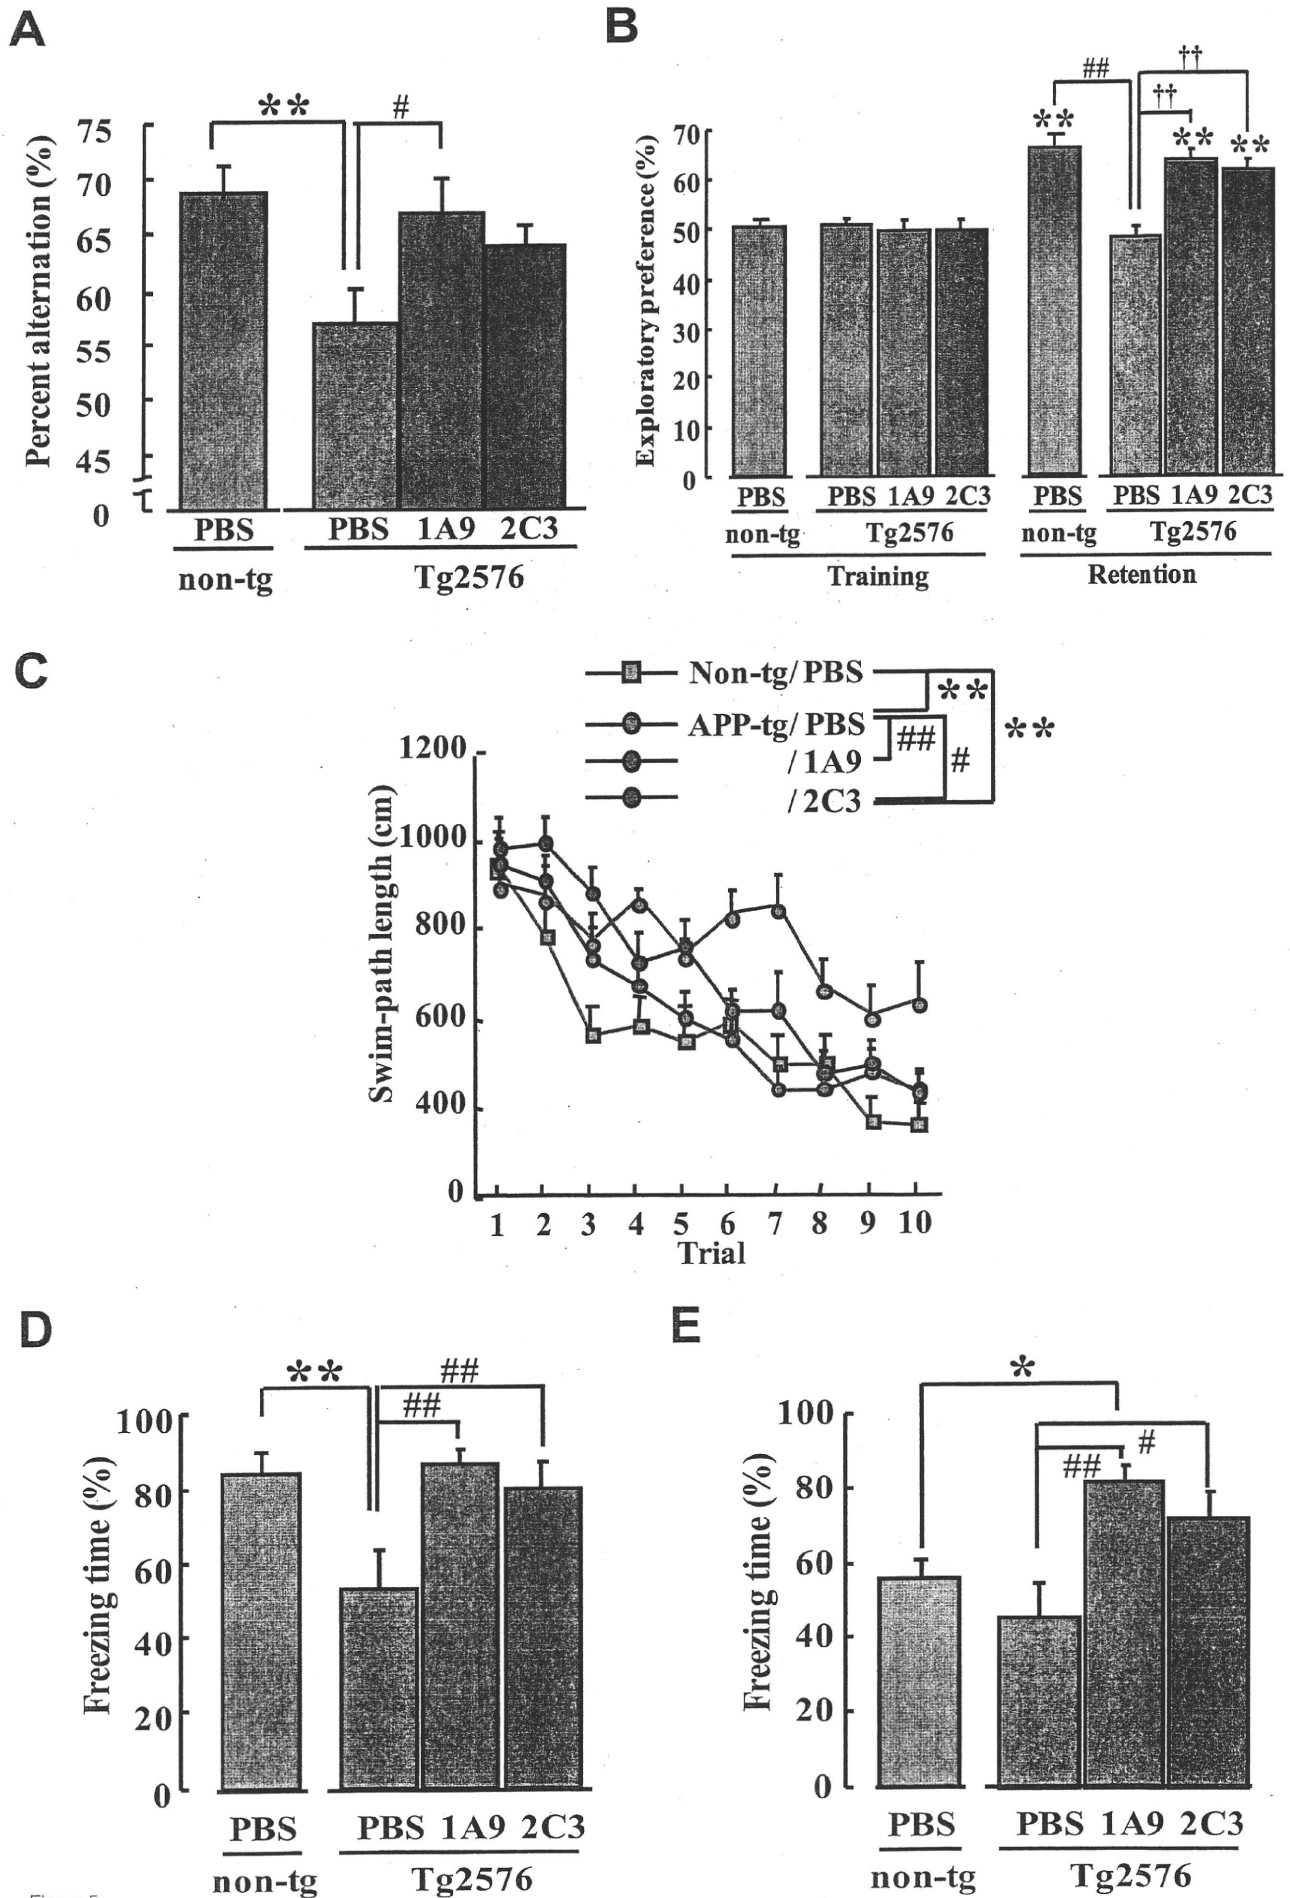 A
**
#
75
70
65
60
55
50
45
0
Percent alternation (%)
PBS
PBS 1A9 2C3
non-tg
Tg2576
B
##
††
††
**
**
**
70
60
50
40
30
20
10
0
Exploratory preference (%)
PBS
PBS 1A9 2C3
PBS
PBS 1A9 2C3
non-tg
Tg2576
non-tg
Tg2576
Training
Retention
C
Non-tg/PBS
APP-tg/PBS
/1A9
/2C3
**
**
##
#
1200
1000
800
600
400
0
Swim-path length (cm)
1 2 3 4 5 6 7 8 9 10
Trial
D
**
##
##
100
80
60
40
20
0
Freezing time (%)
PBS
PBS 1A9 2C3
non-tg
Tg2576
E
*
#
##
100
80
60
40
20
0
Freezing time (%)
PBS
PBS 1A9 2C3
non-tg
Tg2576